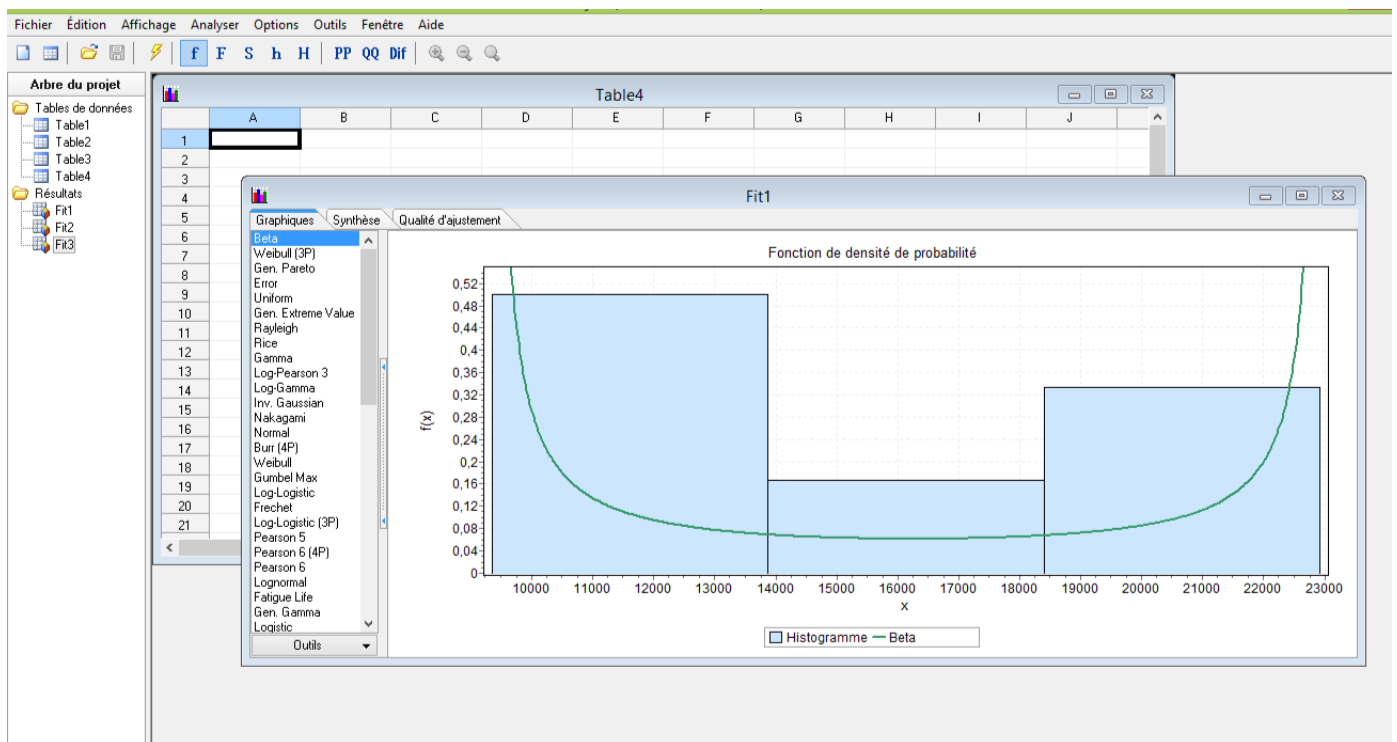 Fichier Édition Affichage Analyser Options Outils Fenêtre Aide
f F S h H PP QQ Dif
Arbre du projet
Tables de données
Table1
Table2
Table3
Table4
Résultats
Fit1
Fit2
Fit3
Table4
A B C D E F G H I J
1
2
3
4
5
6
7
8
9
10
11
12
13
14
15
16
17
18
19
20
21
Fit1
Graphiques Synthèse Qualité d'ajustement
Beta
Weibull (3P)
Gen. Pareto
Error
Uniform
Gen. Extreme Value
Rayleigh
Rice
Gamma
Log-Pearson 3
Log-Gamma
Inv. Gaussian
Nakagami
Normal
Burr (4P)
Weibull
Gumbel Max
Log-Logistic
Frechet
Log-Logistic (3P)
Pearson 5
Pearson 6 (4P)
Pearson 6
Lognormal
Fatigue Life
Gen. Gamma
Logistic
Outils
Fonction de densité de probabilité
f(x)
0,52
0,48
0,44
0,4
0,36
0,32
0,28
0,24
0,2
0,16
0,12
0,08
0,04
0
10000 11000 12000 13000 14000 15000 16000 17000 18000 19000 20000 21000 22000 23000
x
Histogramme Beta